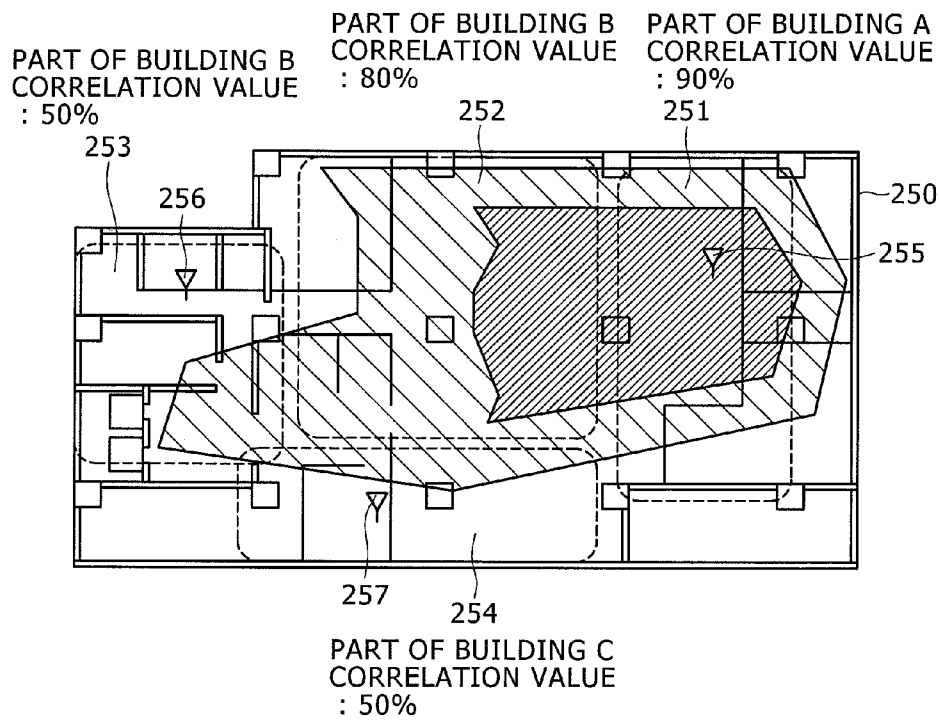 PART OF BUILDING B
CORRELATION VALUE
: 50%
PART OF BUILDING B
CORRELATION VALUE
: 80%
PART OF BUILDING A
CORRELATION VALUE
: 90%
253
252
251
256
250
255
257
254
PART OF BUILDING C
CORRELATION VALUE
: 50%